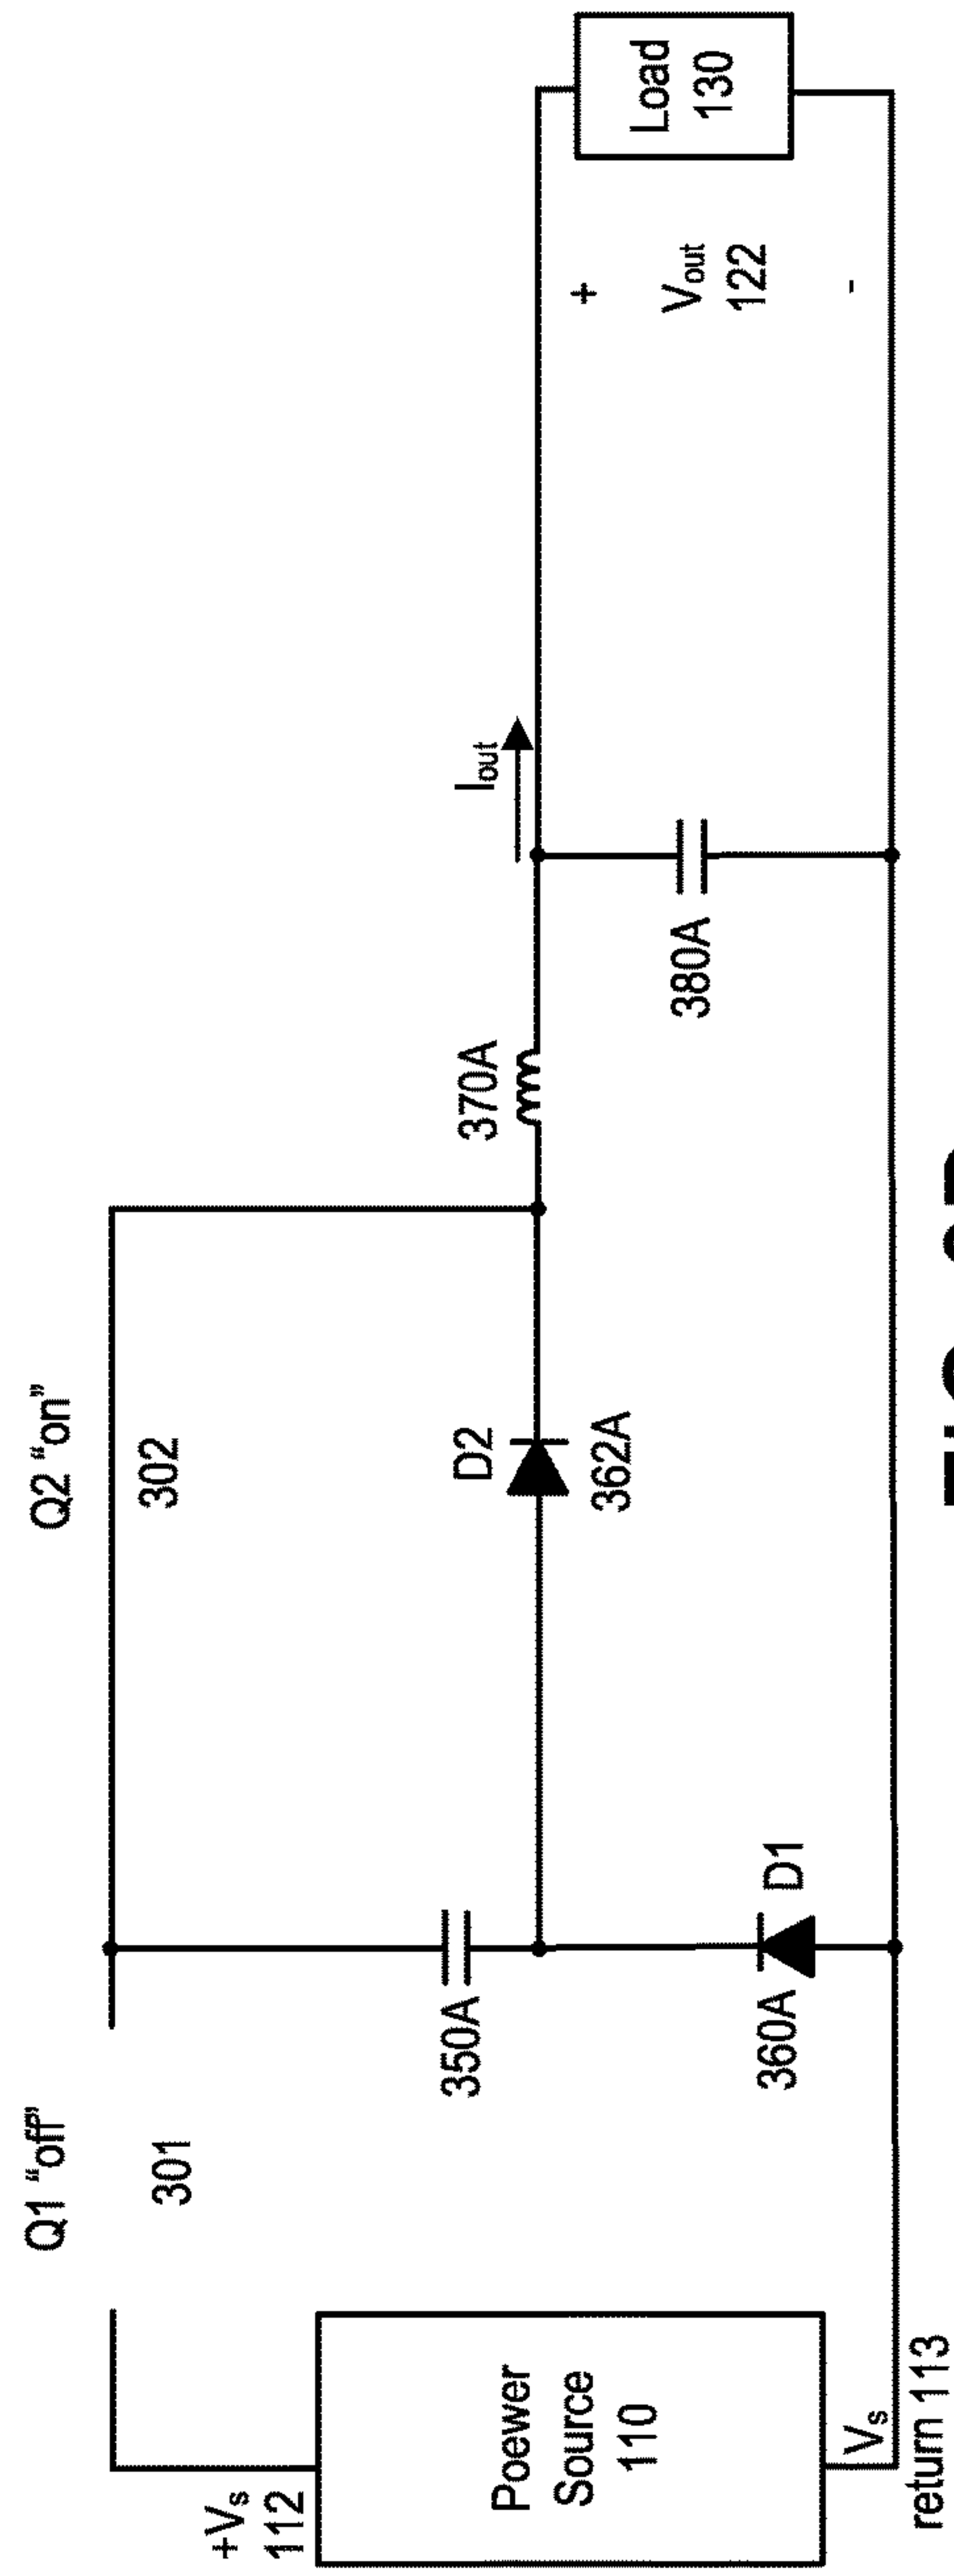 Q1 “off”
Q2 “on”
301
302
+Vs
112
Poewer
Source
110
Vs
return 113
350A
360A
D1
D2
362A
370A
380A
Iout
+
Vout
122
-
Load
130